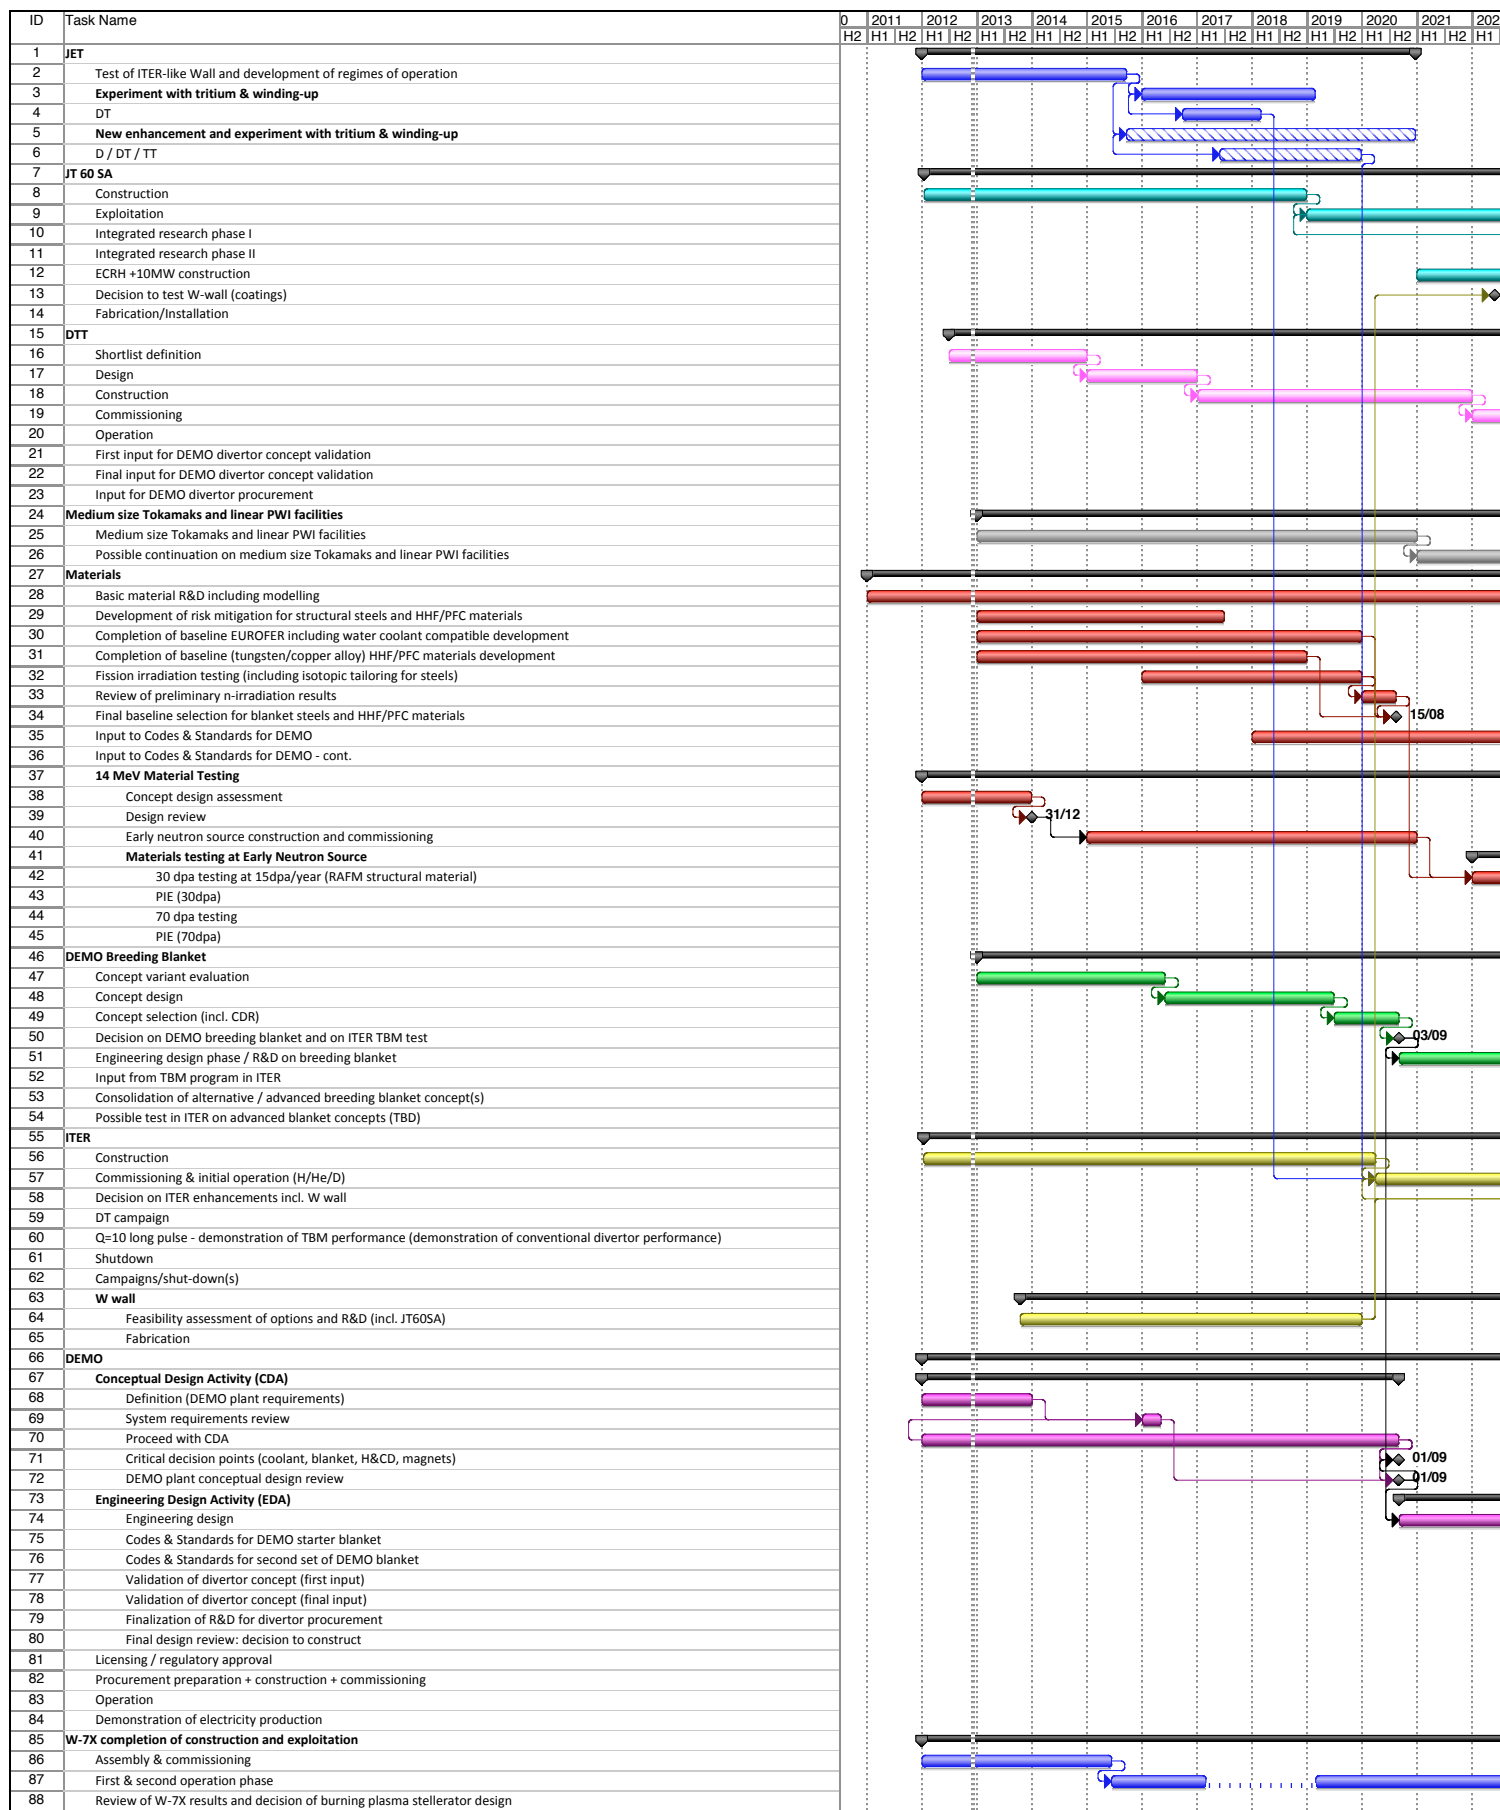 ID Task Name 0 2011 2012 2013 2014 2015 2016 2017 2018 2019 2020 2021 202
H2 H1 H2 H1 H2 H1 H2 H1 H2 H1 H2 H1 H2 H1 H2 H1 H2 H1 H2 H1 H2 H1 H2 H1
1 JET
2 Test of ITER-like Wall and development of regimes of operation
3 Experiment with tritium & winding-up
4 DT
5 New enhancement and experiment with tritium & winding-up
6 D / DT / TT
7 JT 60 SA
8 Construction
9 Exploitation
10 Integrated research phase I
11 Integrated research phase II
12 ECRH +10MW construction
13 Decision to test W-wall (coatings)
14 Fabrication/Installation
15 DTT
16 Shortlist definition
17 Design
18 Construction
19 Commissioning
20 Operation
21 First input for DEMO divertor concept validation
22 Final input for DEMO divertor concept validation
23 Input for DEMO divertor procurement
24 Medium size Tokamaks and linear PWI facilities
25 Medium size Tokamaks and linear PWI facilities
26 Possible continuation on medium size Tokamaks and linear PWI facilities
27 Materials
28 Basic material R&D including modelling
29 Development of risk mitigation for structural steels and HHF/PFC materials
30 Completion of baseline EUROFER including water coolant compatible development
31 Completion of baseline (tungsten/copper alloy) HHF/PFC materials development
32 Fission irradiation testing (including isotopic tailoring for steels)
33 Review of preliminary n-irradiation results
34 Final baseline selection for blanket steels and HHF/PFC materials 15/08
35 Input to Codes & Standards for DEMO
36 Input to Codes & Standards for DEMO - cont.
37 14 MeV Material Testing
38 Concept design assessment
39 Design review 31/12
40 Early neutron source construction and commissioning
41 Materials testing at Early Neutron Source
42 30 dpa testing at 15dpa/year (RAFM structural material)
43 PIE (30dpa)
44 70 dpa testing
45 PIE (70dpa)
46 DEMO Breeding Blanket
47 Concept variant evaluation
48 Concept design
49 Concept selection (incl. CDR)
50 Decision on DEMO breeding blanket and on ITER TBM test 03/09
51 Engineering design phase / R&D on breeding blanket
52 Input from TBM program in ITER
53 Consolidation of alternative / advanced breeding blanket concept(s)
54 Possible test in ITER on advanced blanket concepts (TBD)
55 ITER
56 Construction
57 Commissioning & initial operation (H/He/D)
58 Decision on ITER enhancements incl. W wall
59 DT campaign
60 Q=10 long pulse - demonstration of TBM performance (demonstration of conventional divertor performance)
61 Shutdown
62 Campaigns/shut-down(s)
63 W wall
64 Feasibility assessment of options and R&D (incl. JT60SA)
65 Fabrication
66 DEMO
67 Conceptual Design Activity (CDA)
68 Definition (DEMO plant requirements)
69 System requirements review
70 Proceed with CDA
71 Critical decision points (coolant, blanket, H&CD, magnets) 01/09
72 DEMO plant conceptual design review 01/09
73 Engineering Design Activity (EDA)
74 Engineering design
75 Codes & Standards for DEMO starter blanket
76 Codes & Standards for second set of DEMO blanket
77 Validation of divertor concept (first input)
78 Validation of divertor concept (final input)
79 Finalization of R&D for divertor procurement
80 Final design review: decision to construct
81 Licensing / regulatory approval
82 Procurement preparation + construction + commissioning
83 Operation
84 Demonstration of electricity production
85 W-7X completion of construction and exploitation
86 Assembly & commissioning
87 First & second operation phase
88 Review of W-7X results and decision of burning plasma stellerator design